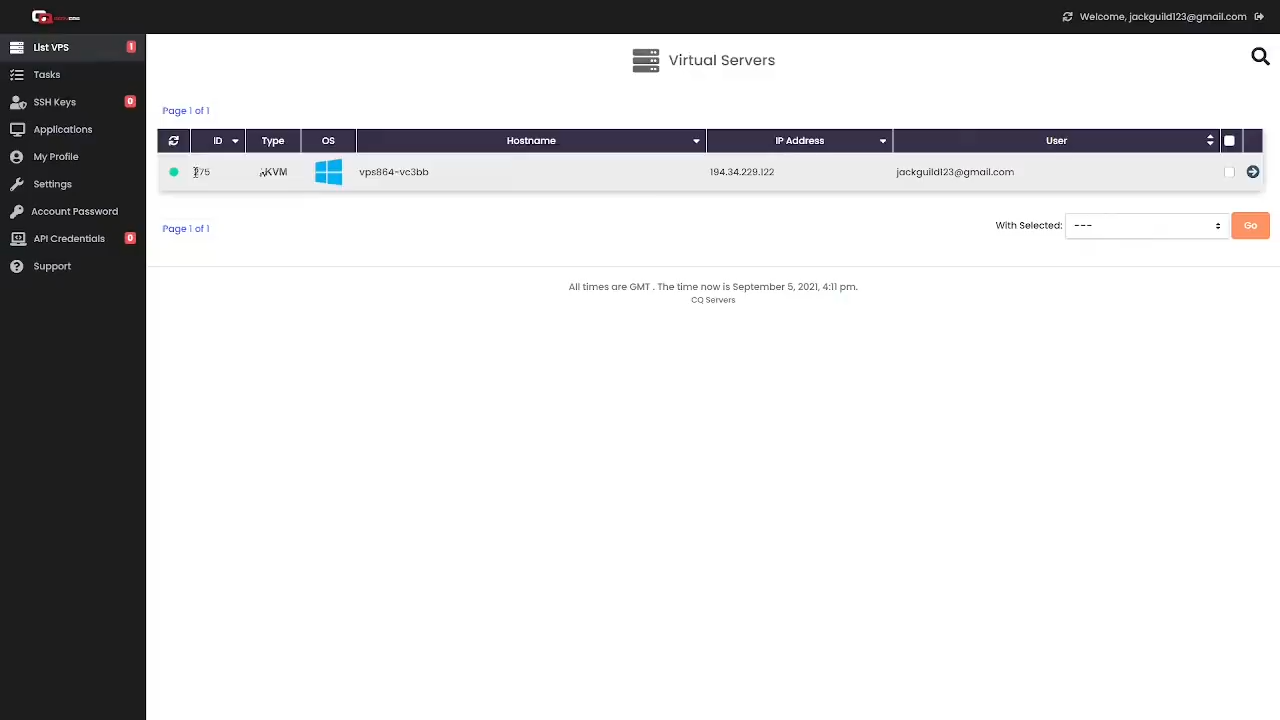 Welcome, jackguild123@gmail.com
List VPS 1
Tasks
SSH Keys 0
Applications
My Profile
Settings
Account Password
API Credentials 0
Support
Virtual Servers
Page 1 of 1
ID Type OS Hostname IP Address User
KVM vps864-vc3bb 194.34.229.122 jackguild123@gmail.com
Page 1 of 1
With Selected: --- Go
All times are GMT . The time now is September 5, 2021, 4:11 pm.
CQ Servers